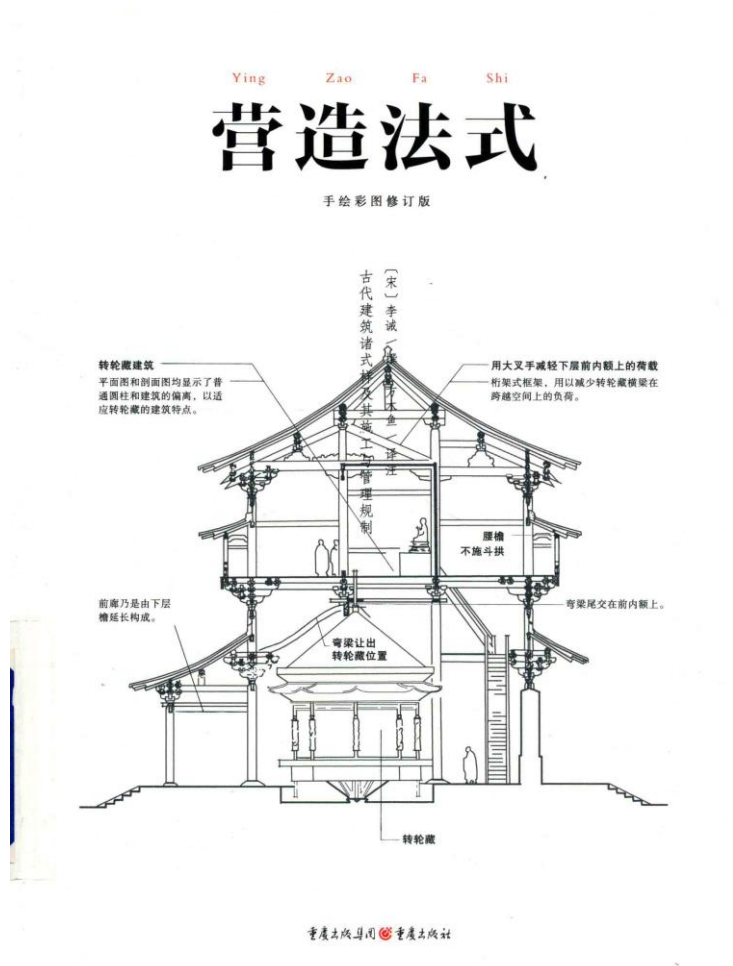 Ying Zao Fa Shi
营造法式
手绘彩图修订版
〔宋〕李诫/ 方木鱼/译注
古代建筑诸式样及其施工与管理规制
转轮藏建筑
平面图和剖面图均显示了普
通圆柱和建筑的偏离，以适
应转轮藏的建筑特点。
用大叉手减轻下层前内额上的荷载
桁架式框架、用以减少转轮藏横梁在
跨越空间上的负荷。
腰檐
不施斗拱
前廊乃是由下层
檐延长构成。
弯梁尾交在前内额上。
弯梁让出
转轮藏位置
转轮藏
重庆出版集团 重庆出版社